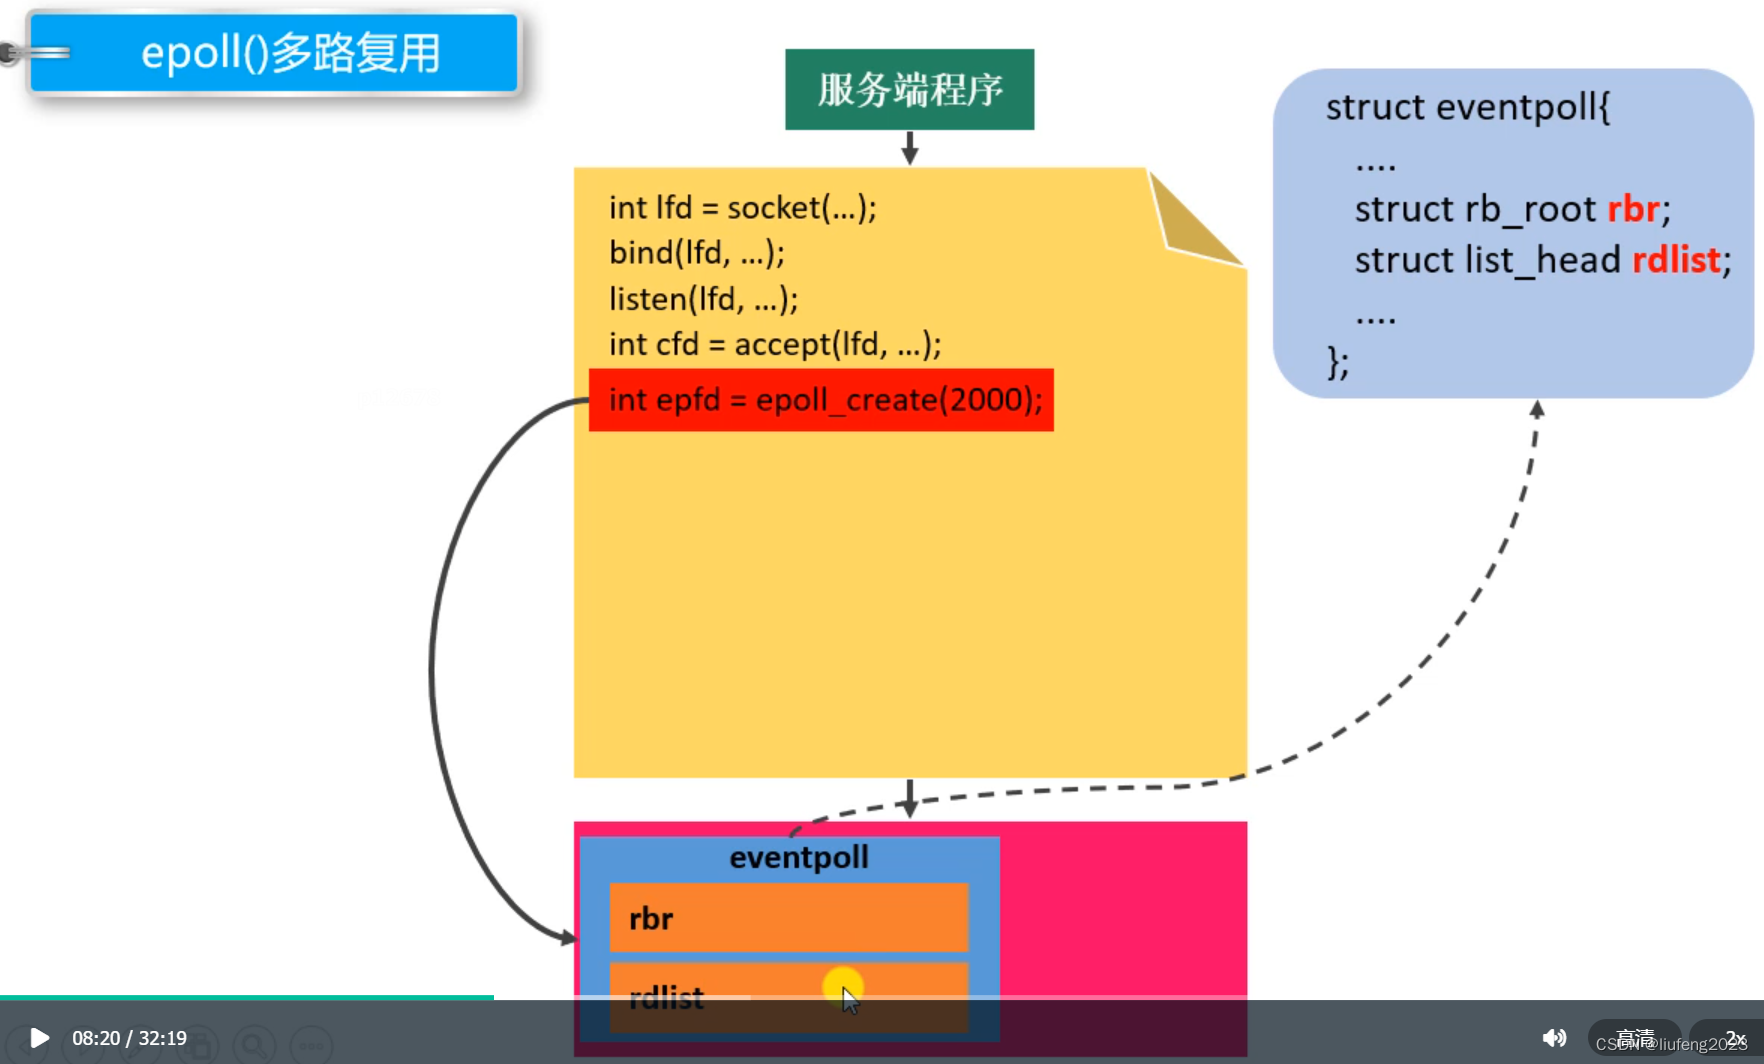 epoll()多路复用
服务端程序
int lfd = socket(...);
bind(lfd, ...);
listen(lfd, ...);
int cfd = accept(lfd, ...);
int epfd = epoll_create(2000);
struct eventpoll{
....
struct rb_root rbr;
struct list_head rdlist;
....
};
eventpoll
rbr
rdlist
08:20 / 32:19
高清
2x
CSDN @liufeng2023